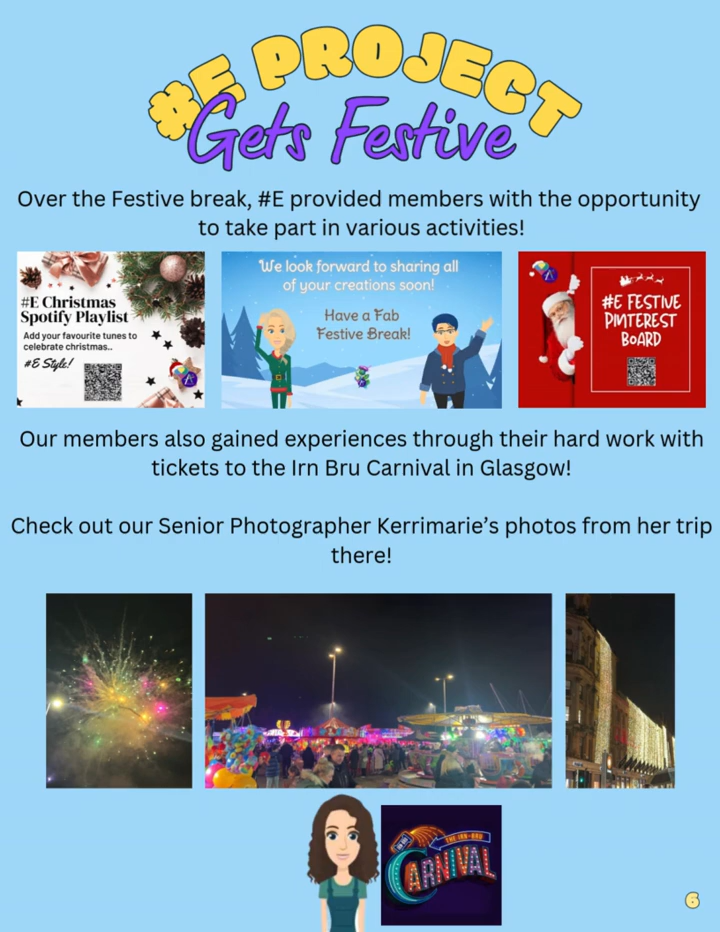 #E PROJECT
Gets Festive
Over the Festive break, #E provided members with the opportunity
to take part in various activities!
#E Christmas
Spotify Playlist
Add your favourite tunes to
celebrate christmas..
#E Style!
We look forward to sharing all
of your creations soon!
Have a Fab
Festive Break!
#E FESTIVE
PINTEREST
BOARD
Our members also gained experiences through their hard work with
tickets to the Irn Bru Carnival in Glasgow!
Check out our Senior Photographer Kerrimarie's photos from her trip
there!
THE IRN-BRU
CARNIVAL
6